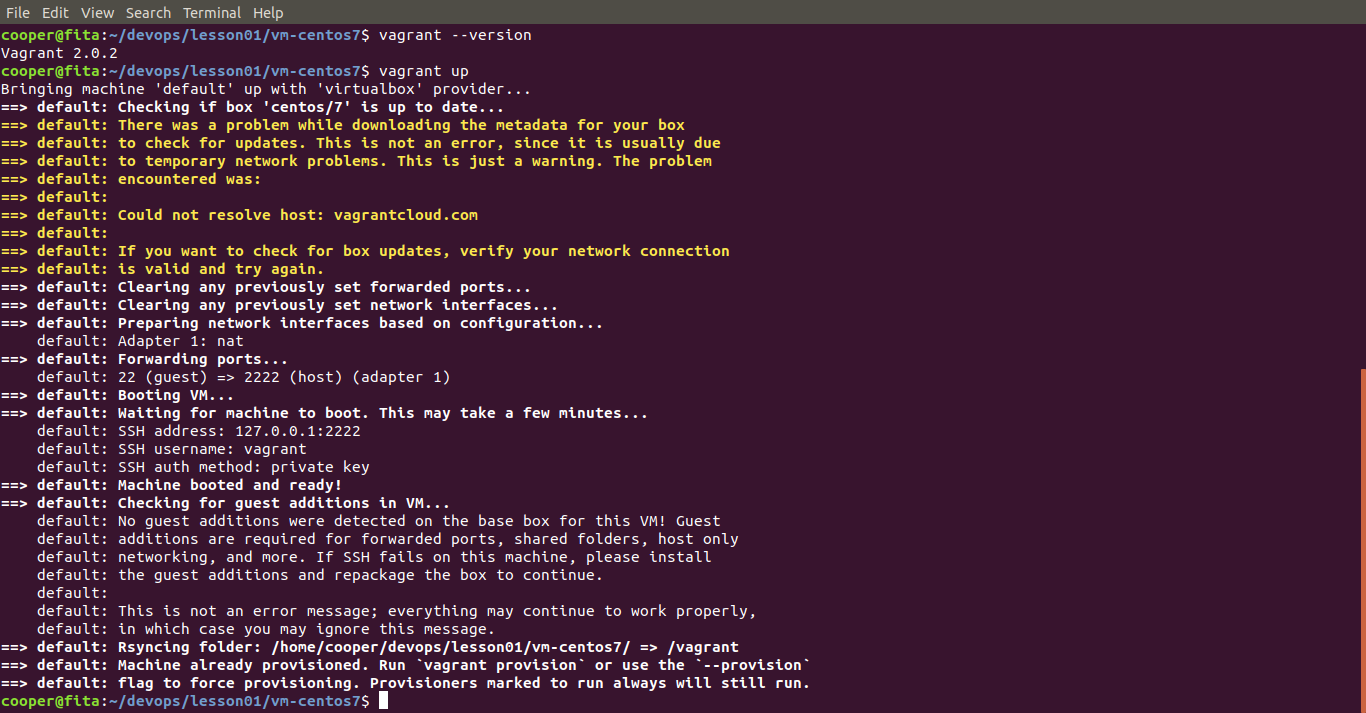 File Edit View Search Terminal Help
cooper@fita:~/devops/lesson01/vm-centos7$ vagrant --version
Vagrant 2.0.2
cooper@fita:~/devops/lesson01/vm-centos7$ vagrant up
Bringing machine 'default' up with 'virtualbox' provider...
==> default: Checking if box 'centos/7' is up to date...
==> default: There was a problem while downloading the metadata for your box
==> default: to check for updates. This is not an error, since it is usually due
==> default: to temporary network problems. This is just a warning. The problem
==> default: encountered was:
==> default:
==> default: Could not resolve host: vagrantcloud.com
==> default:
==> default: If you want to check for box updates, verify your network connection
==> default: is valid and try again.
==> default: Clearing any previously set forwarded ports...
==> default: Clearing any previously set network interfaces...
==> default: Preparing network interfaces based on configuration...
    default: Adapter 1: nat
==> default: Forwarding ports...
    default: 22 (guest) => 2222 (host) (adapter 1)
==> default: Booting VM...
==> default: Waiting for machine to boot. This may take a few minutes...
    default: SSH address: 127.0.0.1:2222
    default: SSH username: vagrant
    default: SSH auth method: private key
==> default: Machine booted and ready!
==> default: Checking for guest additions in VM...
    default: No guest additions were detected on the base box for this VM! Guest
    default: additions are required for forwarded ports, shared folders, host only
    default: networking, and more. If SSH fails on this machine, please install
    default: the guest additions and repackage the box to continue.
    default:
    default: This is not an error message; everything may continue to work properly,
    default: in which case you may ignore this message.
==> default: Rsyncing folder: /home/cooper/devops/lesson01/vm-centos7/ => /vagrant
==> default: Machine already provisioned. Run `vagrant provision` or use the `--provision`
==> default: flag to force provisioning. Provisioners marked to run always will still run.
cooper@fita:~/devops/lesson01/vm-centos7$